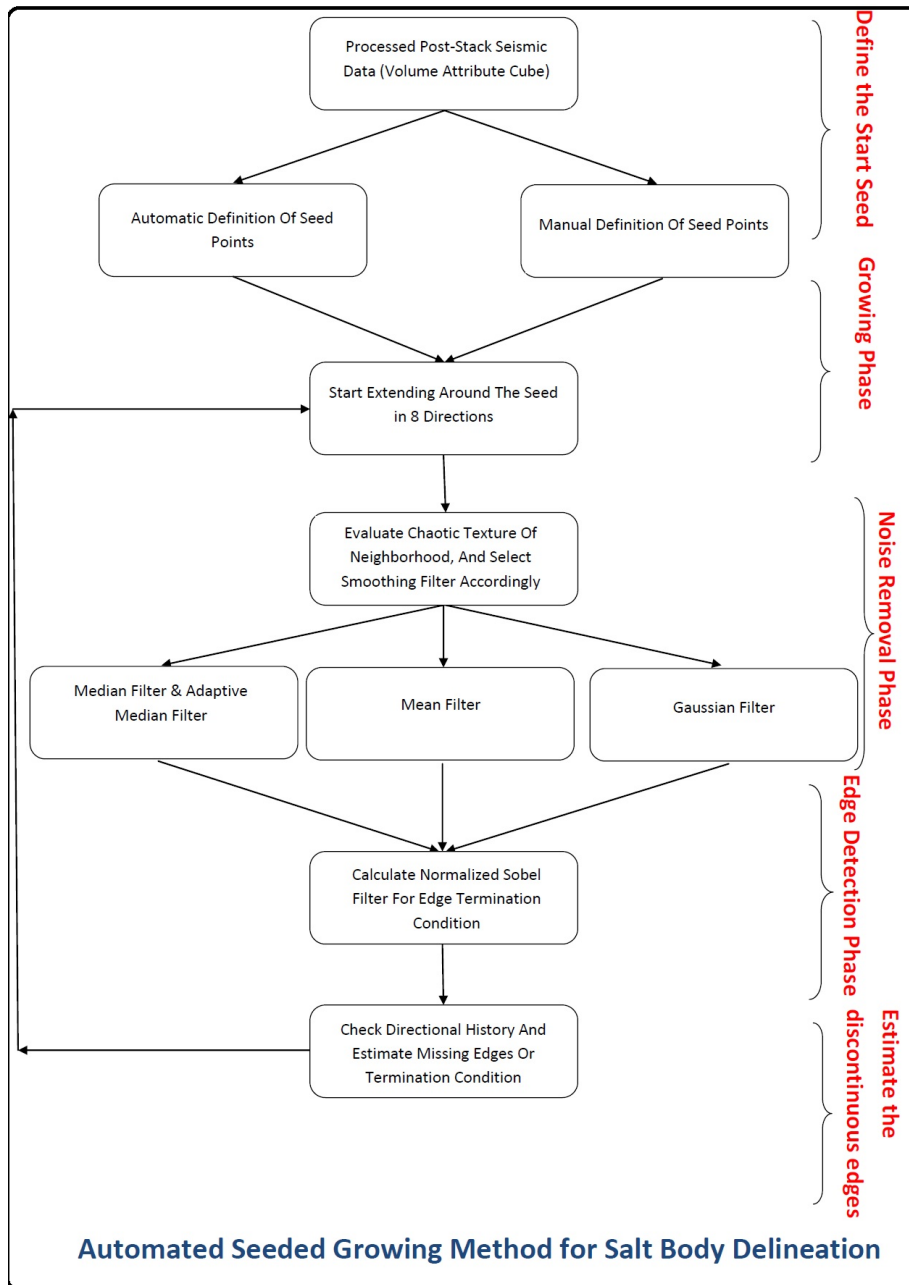 Processed Post-Stack Seismic
Data (Volume Attribute Cube)
Define the Start Seed
Automatic Definition Of Seed
Points
Manual Definition Of Seed Points
Growing Phase
Start Extending Around The Seed
in 8 Directions
Evaluate Chaotic Texture Of
Neighborhood, And Select
Smoothing Filter Accordingly
Noise Removal Phase
Median Filter & Adaptive
Median Filter
Mean Filter
Gaussian Filter
Calculate Normalized Sobel
Filter For Edge Termination
Condition
Edge Detection Phase
Check Directional History And
Estimate Missing Edges Or
Termination Condition
Estimate the
discontinuous edges
Automated Seeded Growing Method for Salt Body Delineation